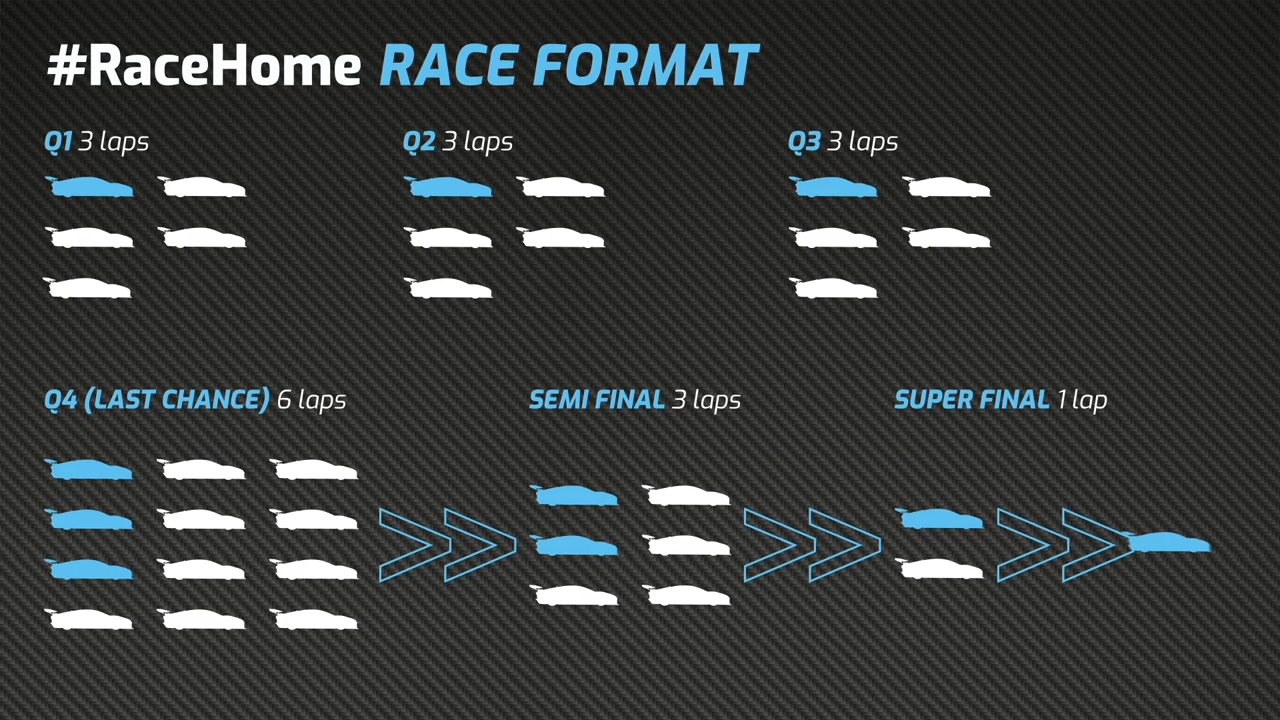 #RaceHome RACE FORMAT
Q1 3 laps
Q2 3 laps
Q3 3 laps
Q4 (LAST CHANCE) 6 laps
SEMI FINAL 3 laps
SUPER FINAL 1 lap